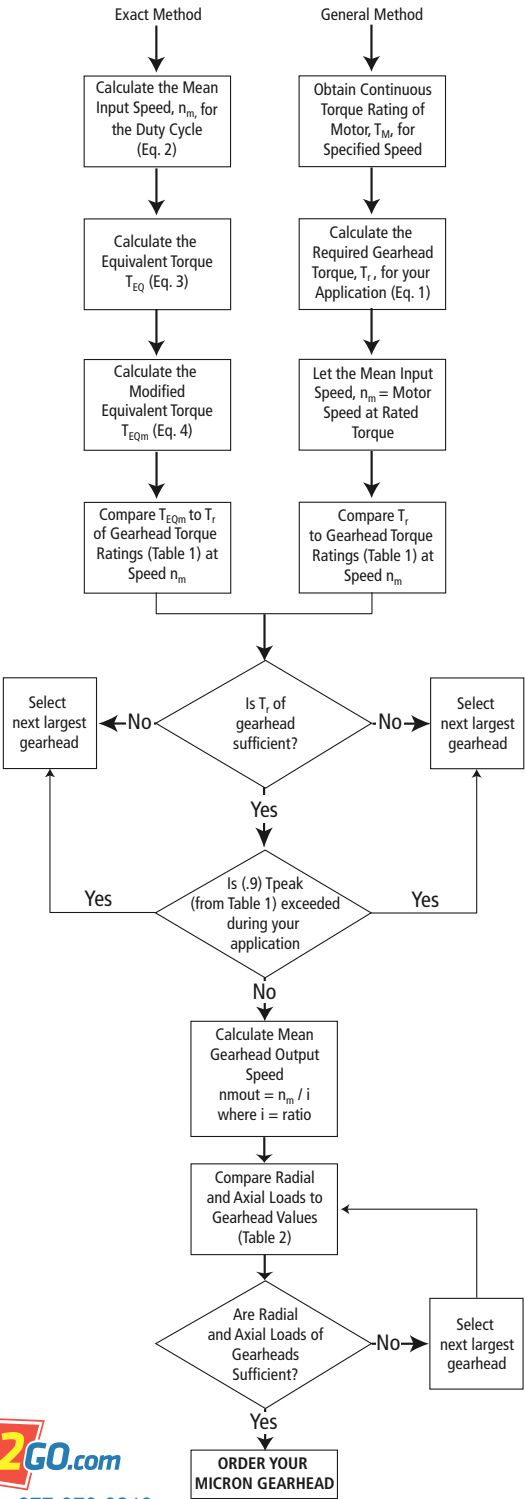 Exact Method
General Method
Calculate the Mean
Input Speed, nm, for
the Duty Cycle
(Eq. 2)
Obtain Continuous
Torque Rating of
Motor, TM, for
Specified Speed
Calculate the
Equivalent Torque
TEQ (Eq. 3)
Calculate the
Required Gearhead
Torque, Tr , for your
Application (Eq. 1)
Calculate the
Modified
Equivalent Torque
TEQm (Eq. 4)
Let the Mean Input
Speed, nm = Motor
Speed at Rated
Torque
Compare TEQm to Tr
of Gearhead Torque
Ratings (Table 1) at
Speed nm
Compare Tr
to Gearhead Torque
Ratings (Table 1) at
Speed nm
Select
next largest
gearhead
No
Is Tr of
gearhead
sufficient?
No
Select
next largest
gearhead
Yes
Yes
Is (.9) Tpeak
(from Table 1) exceeded
during your
application
Yes
No
Calculate Mean
Gearhead Output
Speed
nmout = nm / i
where i = ratio
Compare Radial
and Axial Loads to
Gearhead Values
(Table 2)
Are Radial
and Axial Loads of
Gearheads
Sufficient?
No
Select
next largest
gearhead
Yes
ORDER YOUR
MICRON GEARHEAD
2GO.com